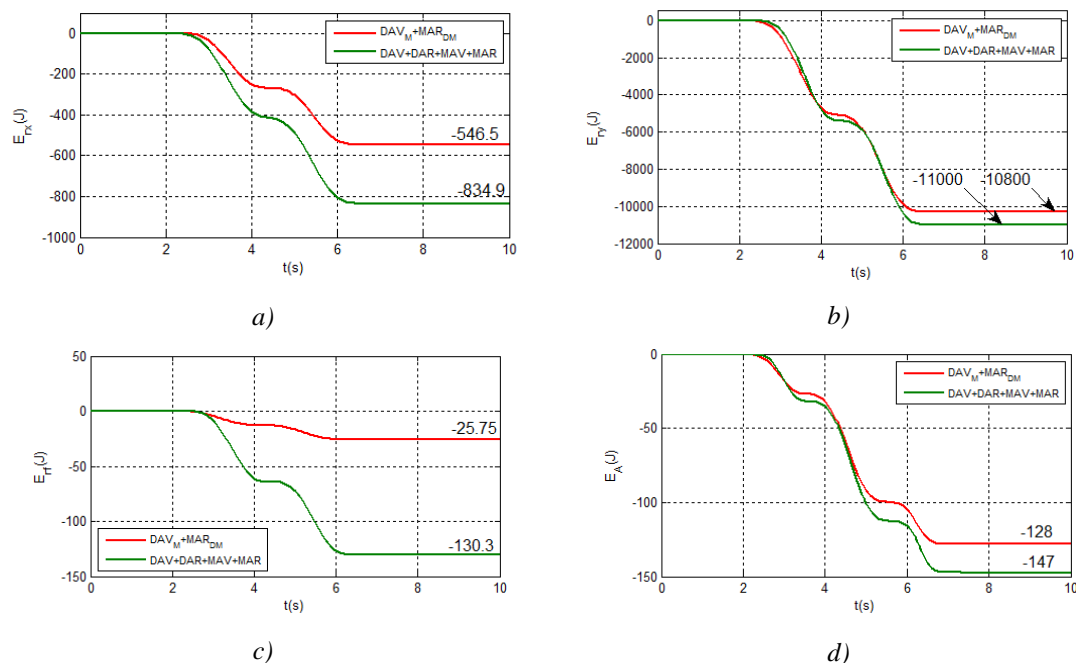 0
-200
-400
-600
-800
-1000
0 2 4 6 8 10
E_rx(J)
t(s)
DAV_M+MAR_DM
DAV+DAR+MAV+MAR
-546.5
-834.9
a)
0
-2000
-4000
-6000
-8000
-10000
-12000
0 2 4 6 8 10
E_ry(J)
t(s)
DAV_M+MAR_DM
DAV+DAR+MAV+MAR
-11000 -10800
b)
50
0
-50
-100
-150
0 2 4 6 8 10
E_rf(J)
t(s)
DAV_M+MAR_DM
DAV+DAR+MAV+MAR
-25.75
-130.3
c)
0
-50
-100
-150
0 2 4 6 8 10
E_A(J)
t(s)
DAV_M+MAR_DM
DAV+DAR+MAV+MAR
-128
-147
d)